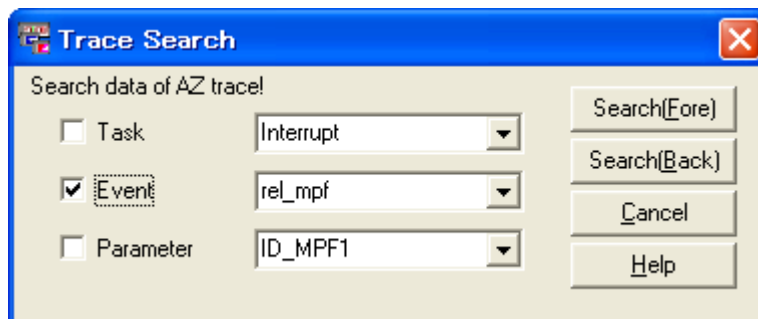 Trace Search
Search data of AZ trace!
Task Interrupt
Event rel_mpf
Parameter ID_MPF1
Search(Fore)
Search(Back)
Cancel
Help